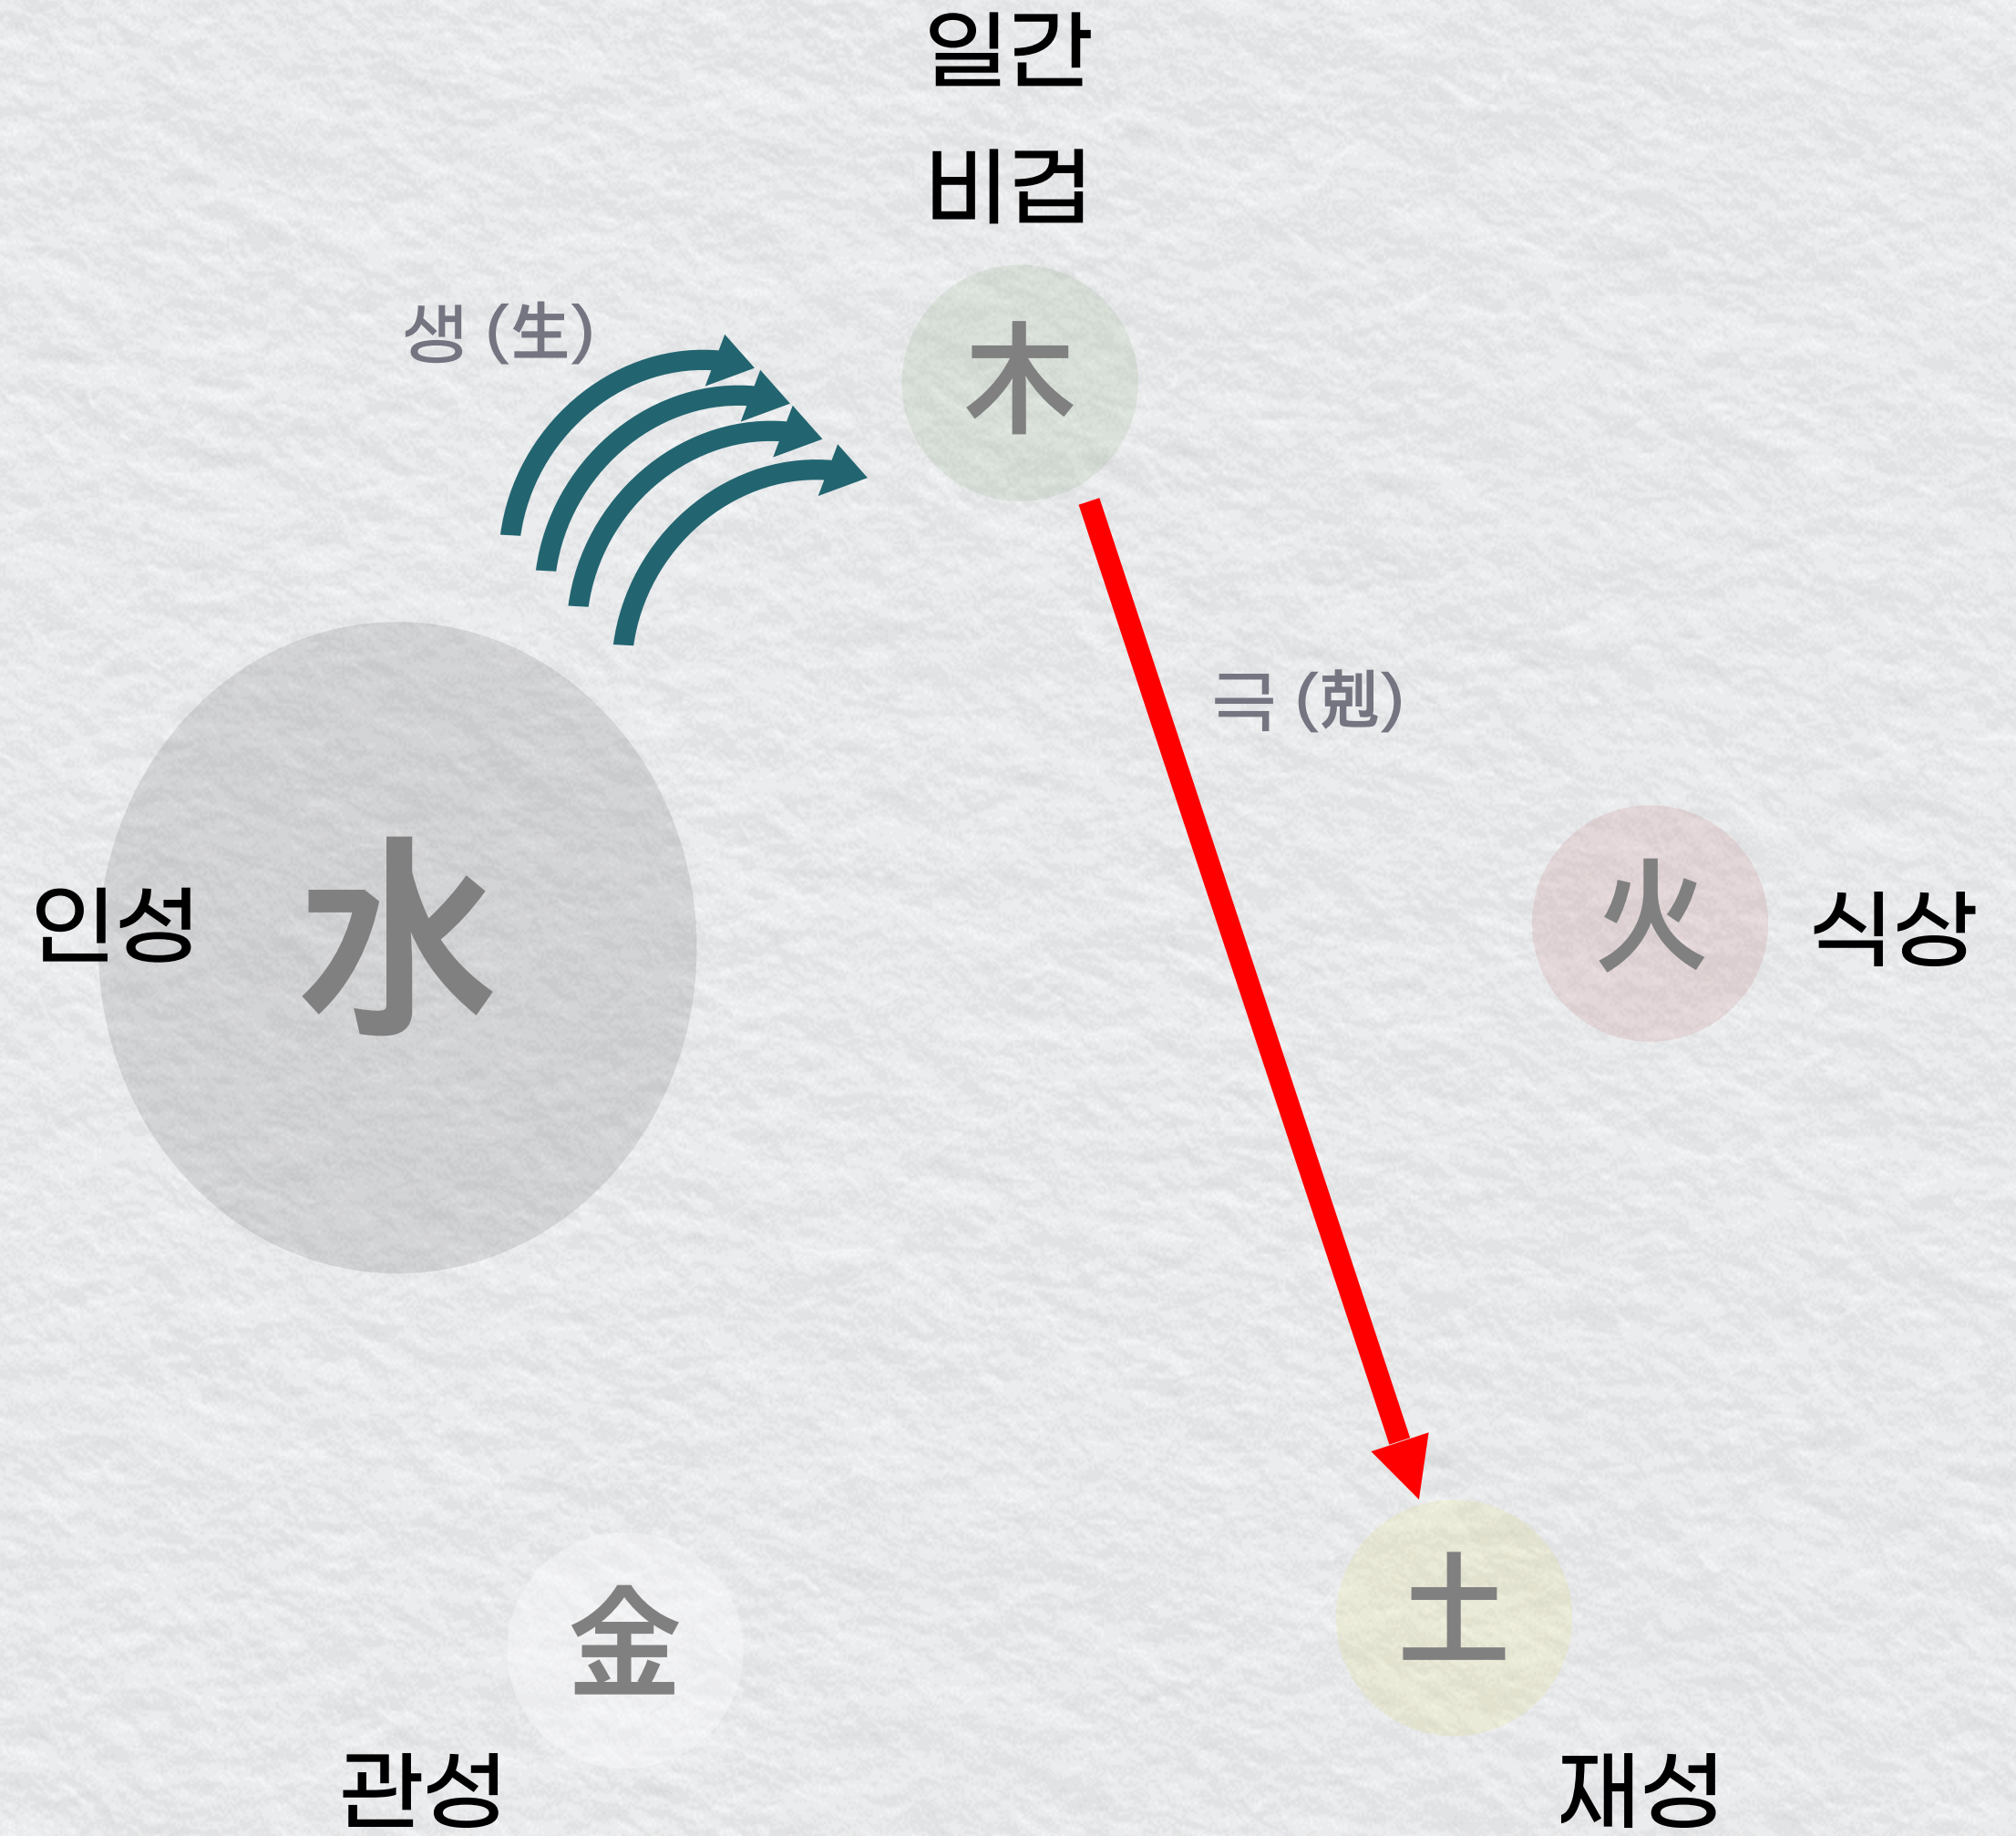 일간
비겁
생 (生)
木
극 (剋)
인성
水
火
식상
金
土
관성
재성